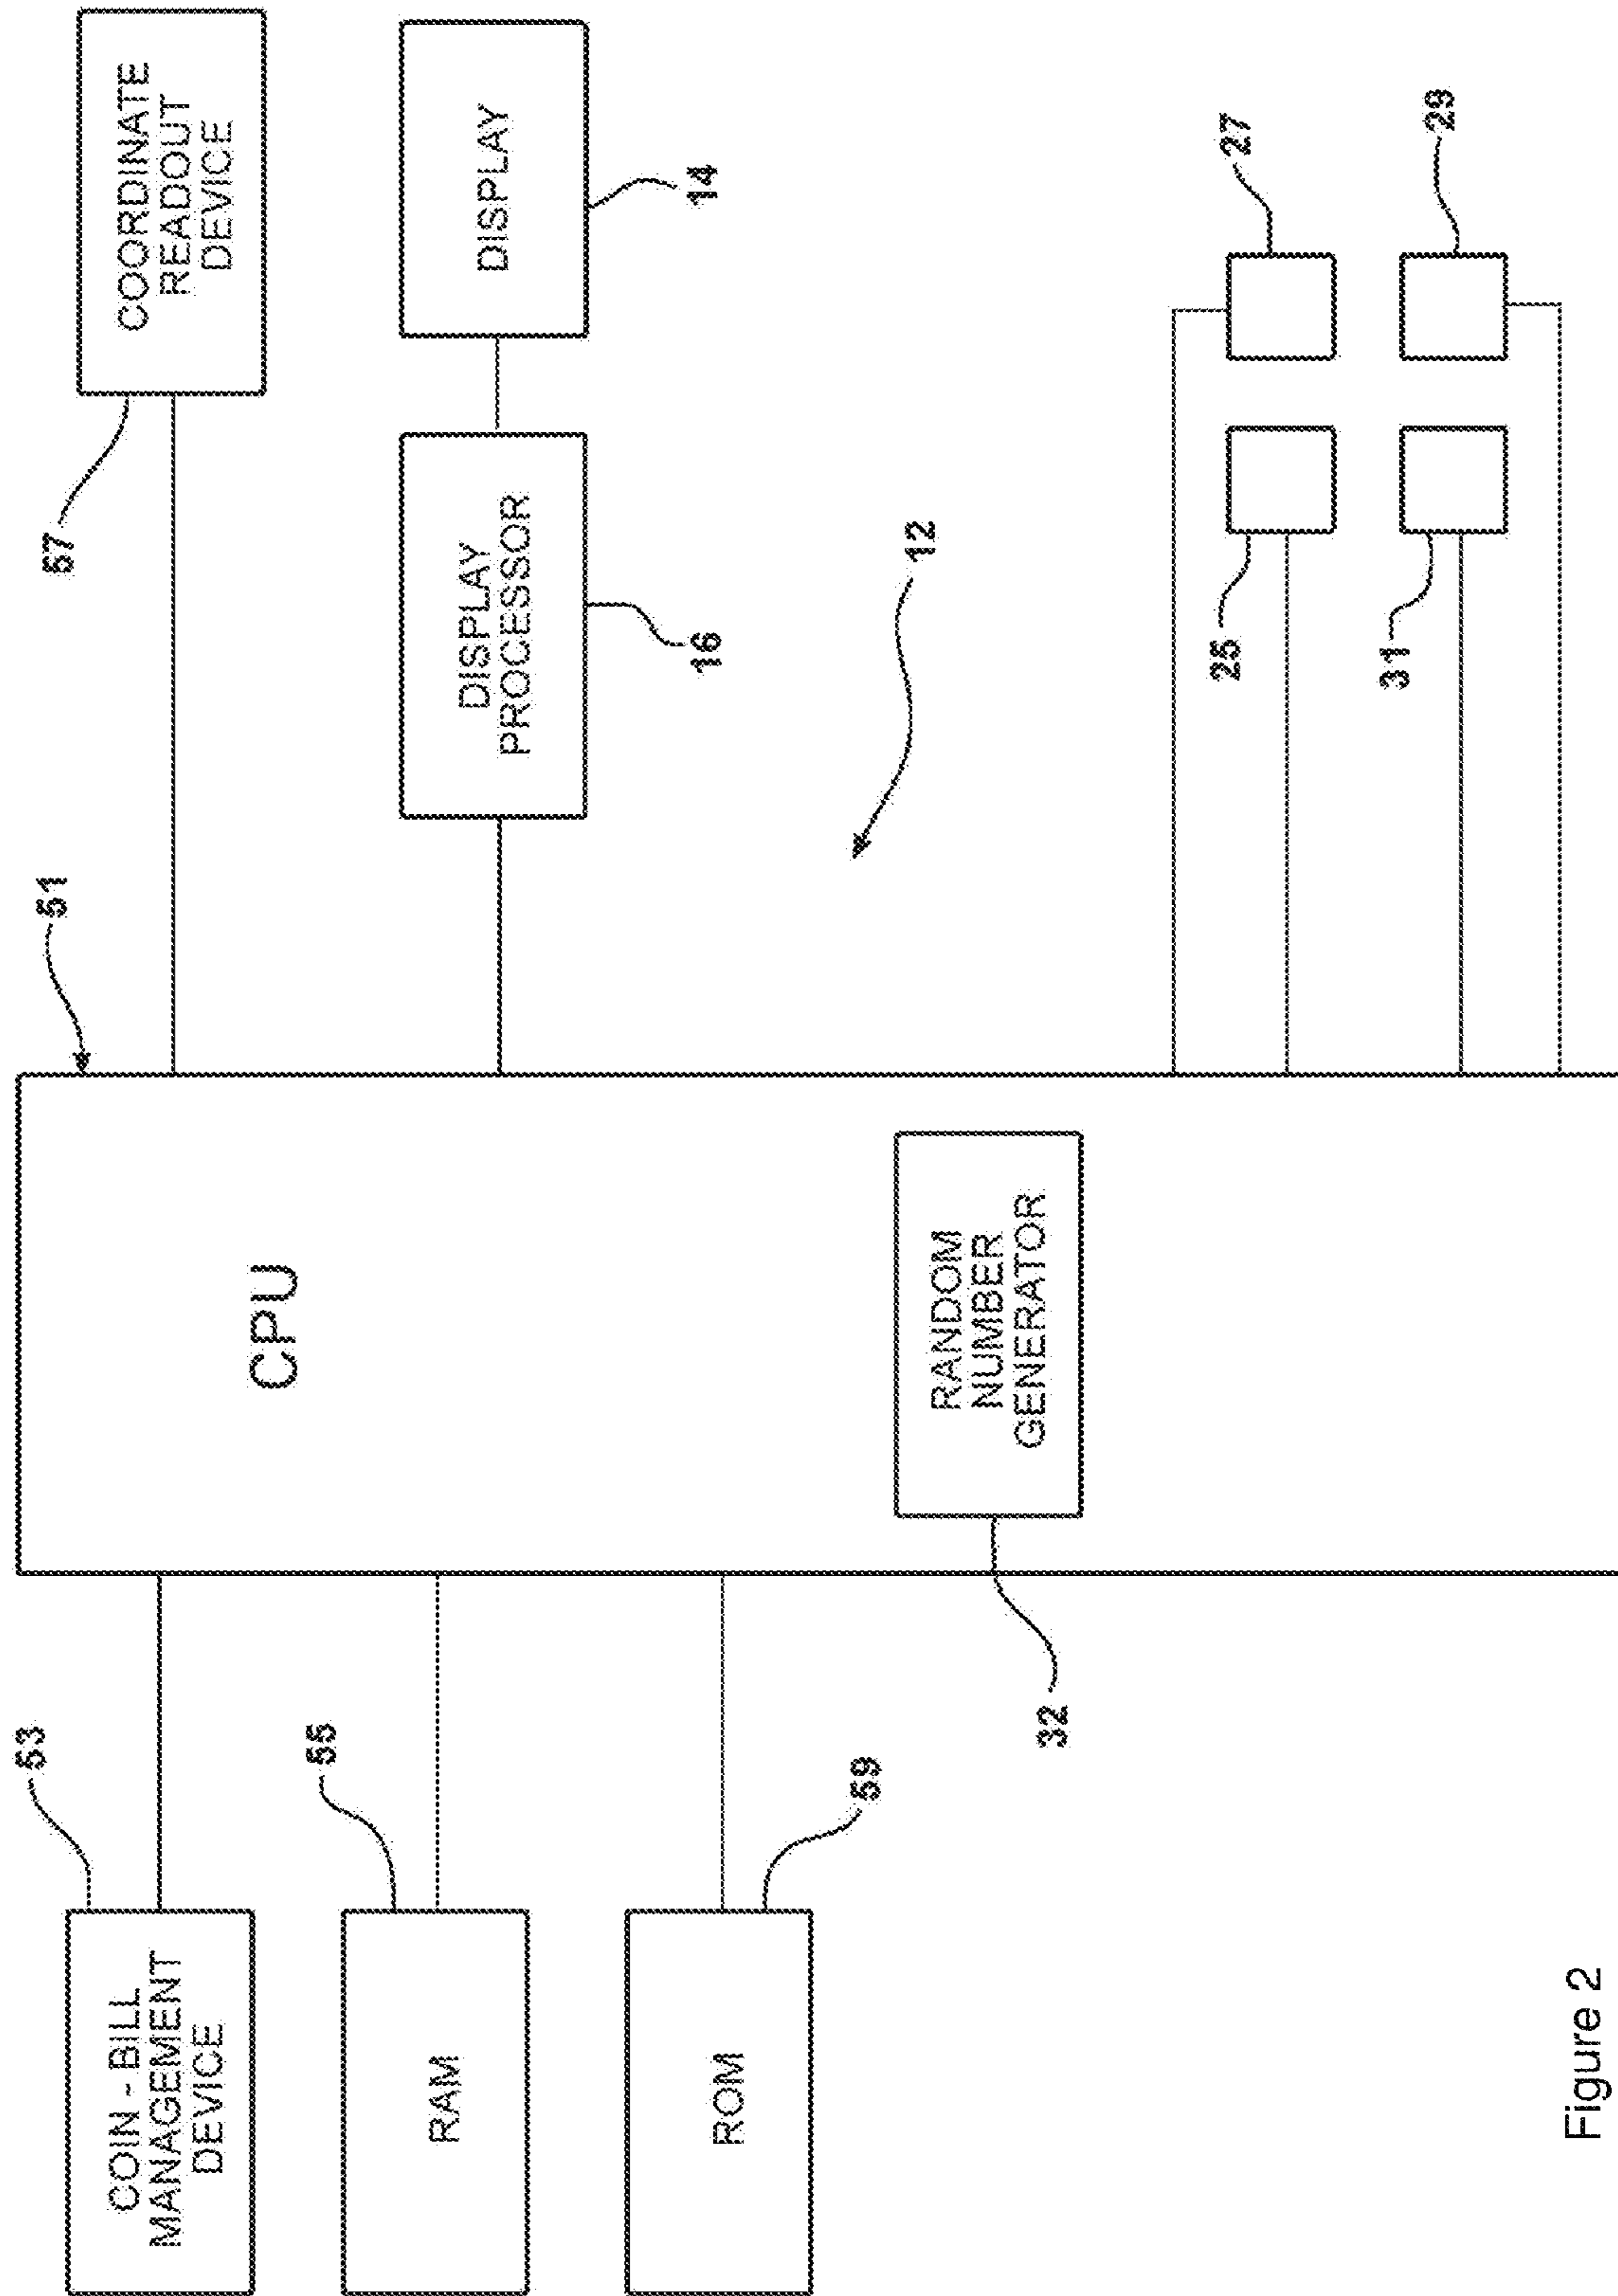 53
51
57
COIN - BILL
MANAGEMENT
DEVICE
COORDINATE
READOUT
DEVICE
CPU
55
RAM
DISPLAY
PROCESSOR
DISPLAY
16
14
ROM
59
12
RANDOM
NUMBER
GENERATOR
32
25
27
31
29
Figure 2